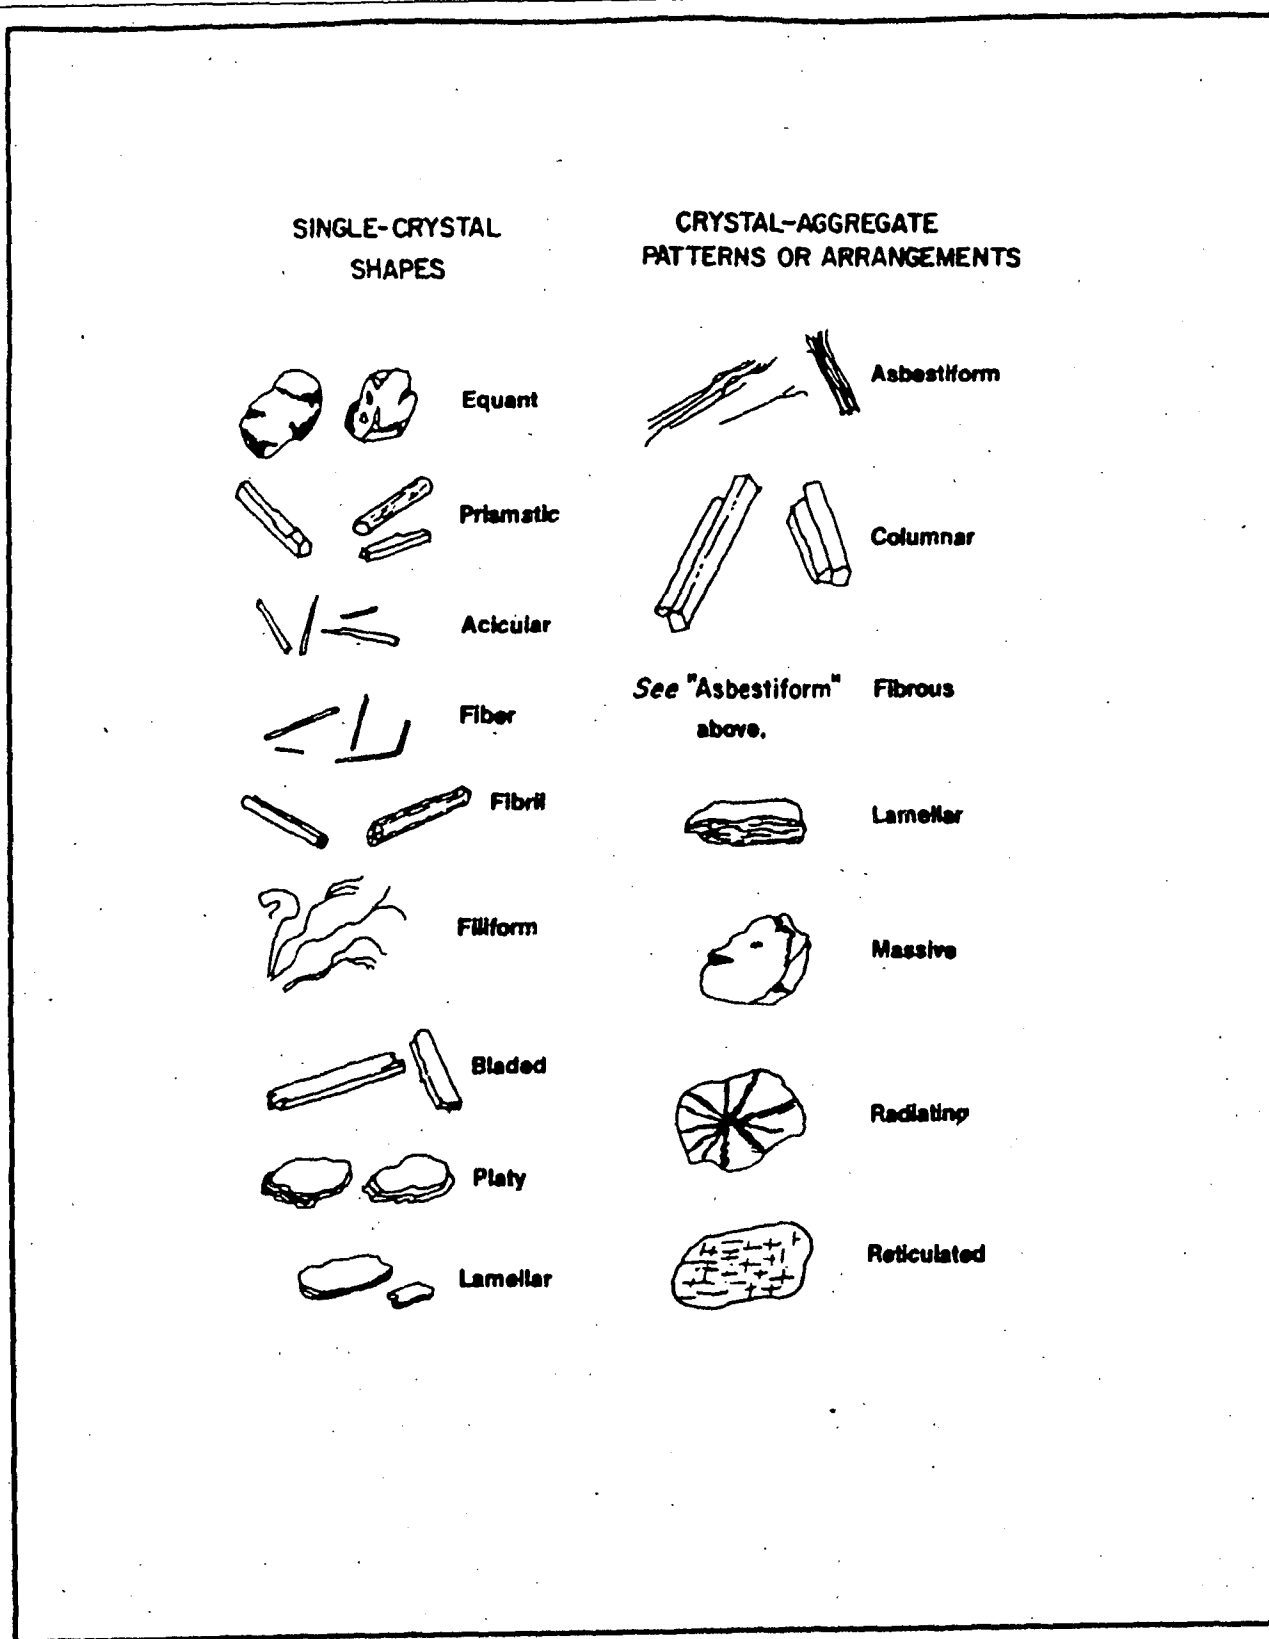 SINGLE-CRYSTAL
SHAPES
Equant
Prismatic
Acicular
Fiber
Fibril
Filiform
Bladed
Platy
Lamellar
CRYSTAL-AGGREGATE
PATTERNS OR ARRANGEMENTS
Asbestiform
Columnar
See "Asbestiform" Fibrous
above.
Lamellar
Massive
Radiating
Reticulated